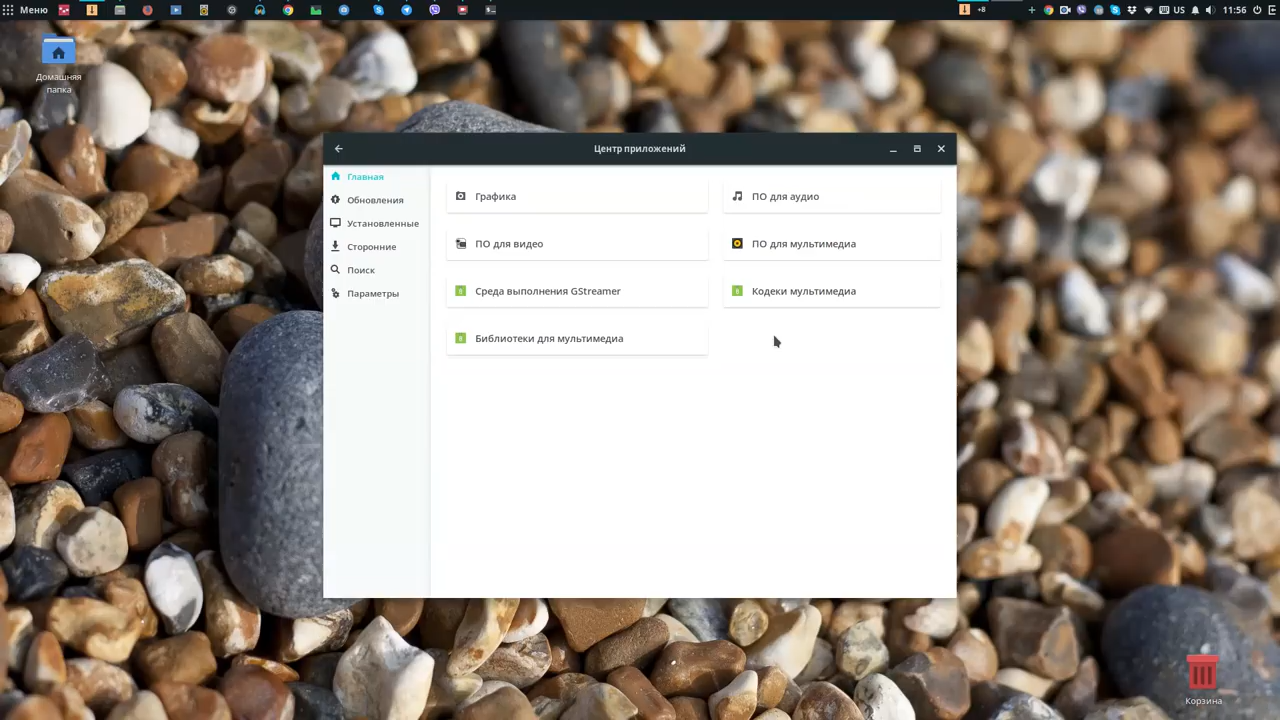 Меню
+8
US
11:56
Домашняя
папка
Центр приложений
Главная
Обновления
Установленные
Сторонние
Поиск
Параметры
Графика
ПО для аудио
ПО для видео
ПО для мультимедиа
Среда выполнения GStreamer
Кодеки мультимедиа
Библиотеки для мультимедиа
Корзина